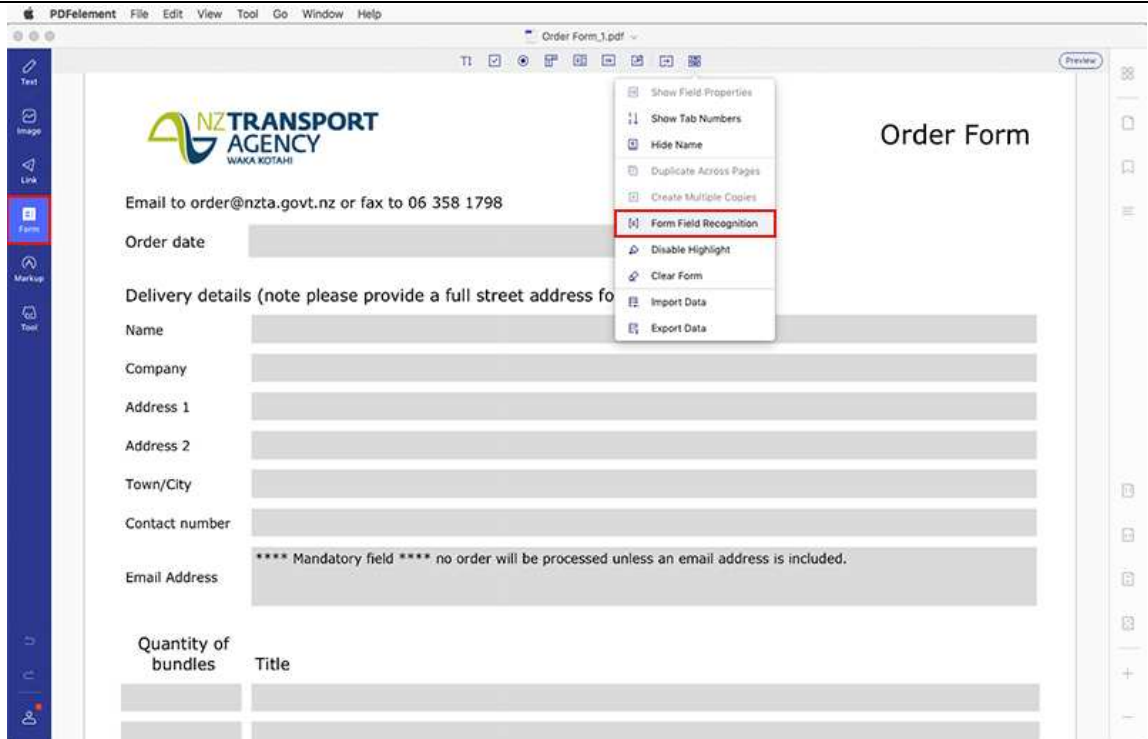 PDFelement File Edit View Tool Go Window Help
Order Form_1.pdf
Text
Image
Link
Form
Markup
Tool
Preview
Show Field Properties
Show Tab Numbers
Hide Name
Duplicate Across Pages
Create Multiple Copies
Form Field Recognition
Disable Highlight
Clear Form
Import Data
Export Data
NZTRANSPORT
AGENCY
WAKA KOTAHI
Order Form
Email to order@nzta.govt.nz or fax to 06 358 1798
Order date
Delivery details (note please provide a full street address fo
Name
Company
Address 1
Address 2
Town/City
Contact number
**** Mandatory field **** no order will be processed unless an email address is included.
Email Address
Quantity of
bundles Title